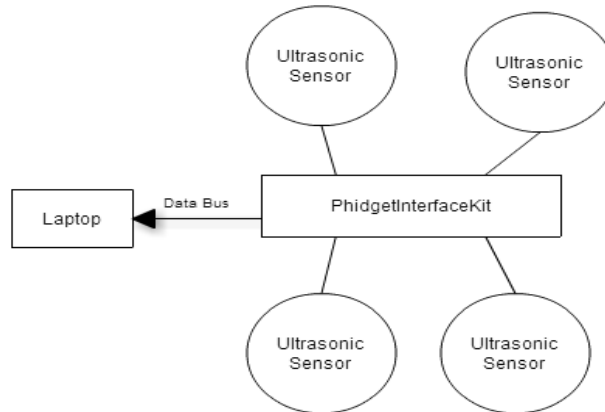 Ultrasonic
Sensor
Ultrasonic
Sensor
Data Bus
Laptop
PhidgetInterfaceKit
Ultrasonic
Sensor
Ultrasonic
Sensor